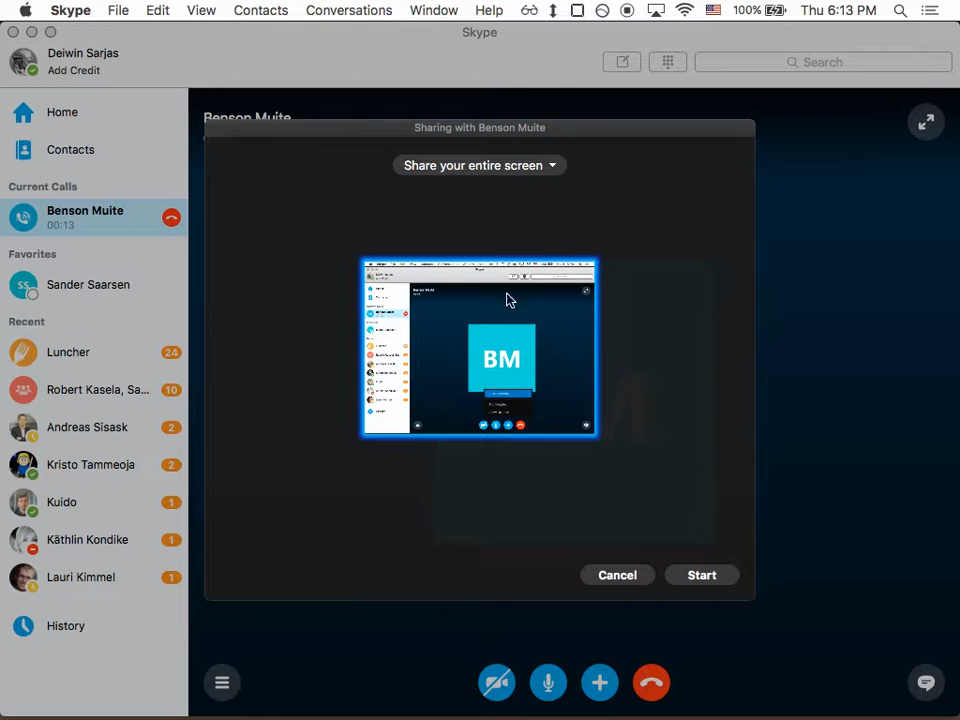 Skype File Edit View Contacts Conversations Window Help 100% Thu 6:13 PM
Skype
Deiwin Sarjas
Add Credit
Search
Home
Contacts
Current Calls
Benson Muite
00:13
Favorites
SS Sander Saarsen
Recent
Luncher 24
Robert Kasela, Sa... 10
Andreas Sisask 2
Kristo Tammeoja 2
Kuido 1
Käthlin Kondike 1
Lauri Kimmel 1
History
Benson Muite
Sharing with Benson Muite
Share your entire screen
BM
Cancel Start